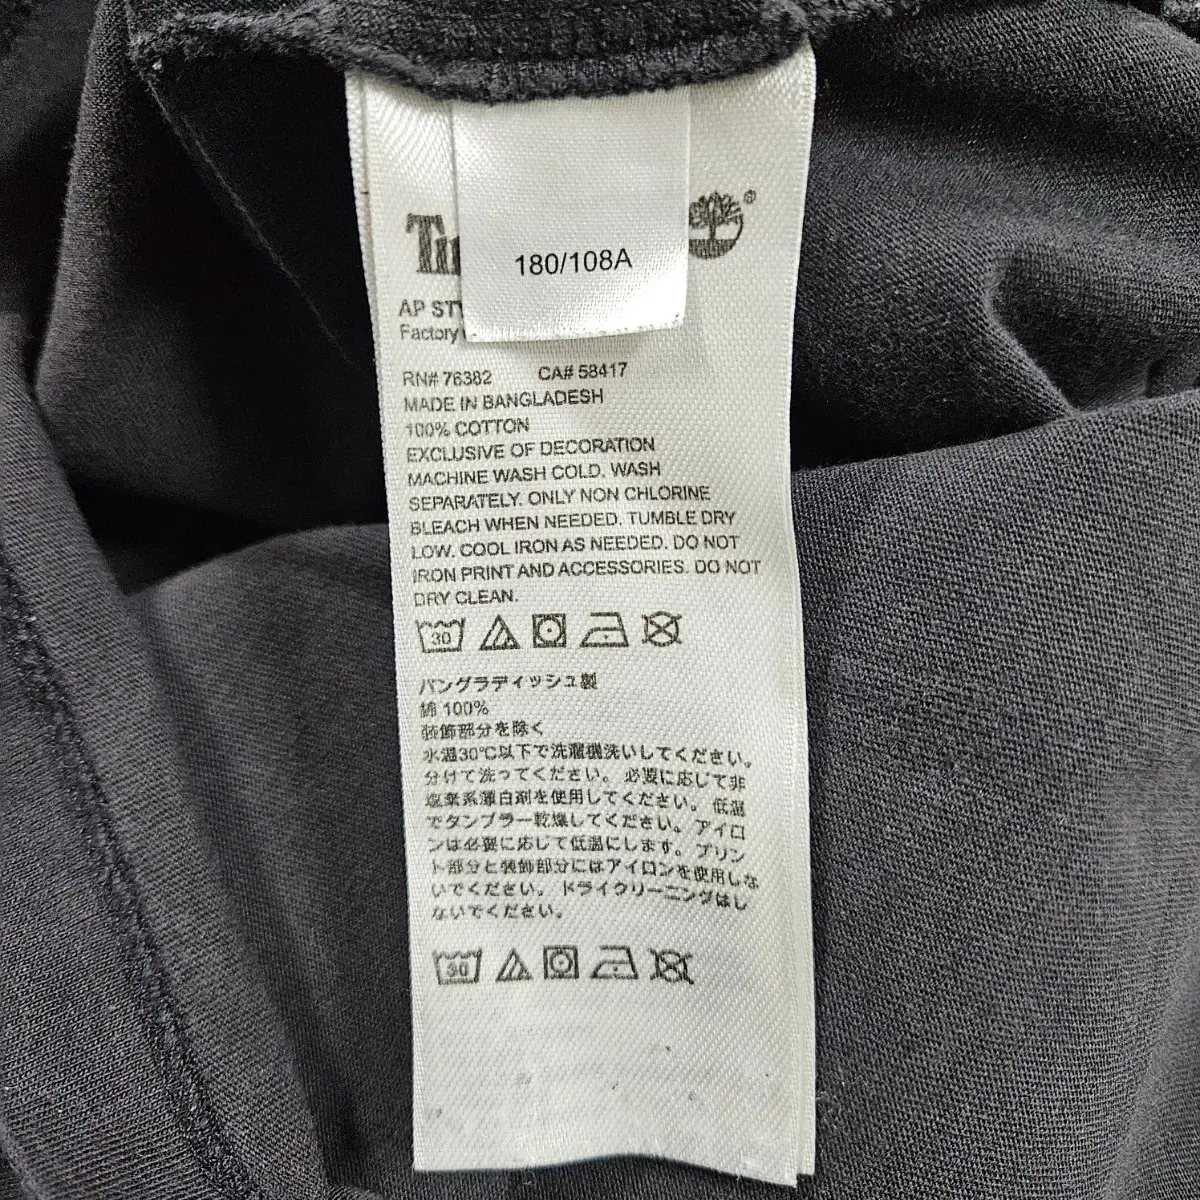 180/108A
AP
Factory
RN# 76382 CA# 58417
MADE IN BANGLADESH
100% COTTON
EXCLUSIVE OF DECORATION
MACHINE WASH COLD. WASH
SEPARATELY. ONLY NON CHLORINE
BLEACH WHEN NEEDED. TUMBLE DRY
LOW. COOL IRON AS NEEDED. DO NOT
IRON PRINT AND ACCESSORIES. DO NOT
DRY CLEAN.
30
バングラディッシュ製
綿 100%
装飾部分を除く
水温30℃以下で洗濯機洗いしてください。
分けて洗ってください。 必要に応じて非
塩素系漂白剤を使用してください。 低温
でタンブラー乾燥してください。アイロ
ンは必要に応じて低温にします。プリン
ト部分と装飾部分にはアイロンを使用しな
いでください。 ドライクリーニングはし
ないでください。
30